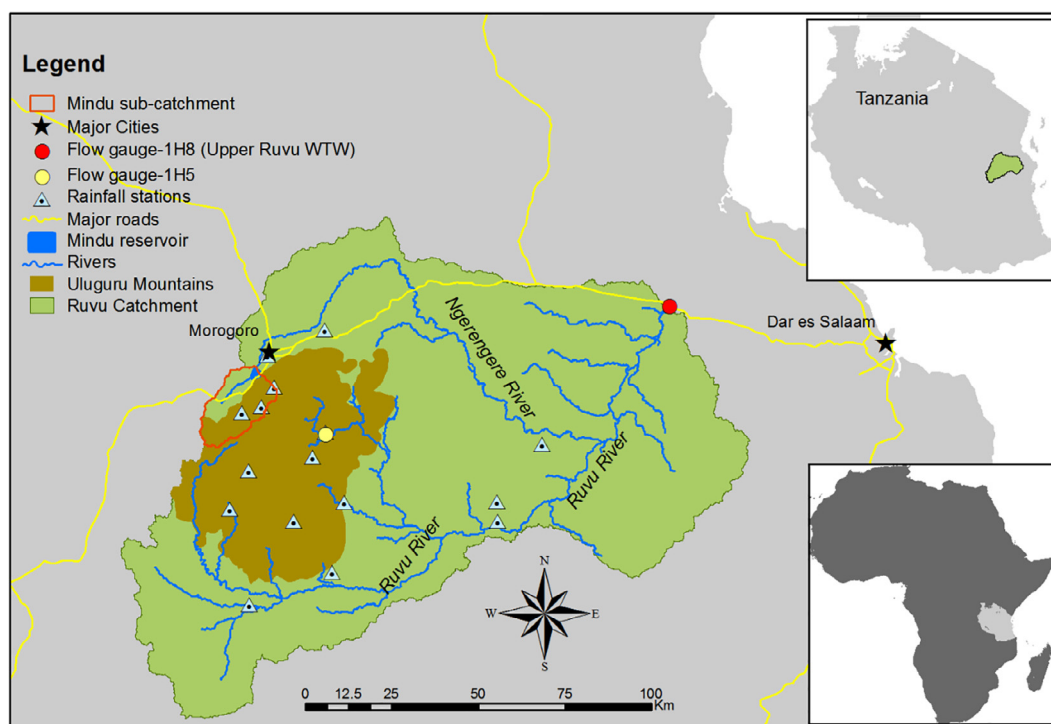 Legend
Mindu sub-catchment
Major Cities
Flow gauge-1H8 (Upper Ruvu WTW)
Flow gauge-1H5
Rainfall stations
Major roads
Mindu reservoir
Rivers
Uluguru Mountains
Ruvu Catchment
Tanzania
Morogoro
Ngerengere River
Dar es Salaam
Ruvu River
Ruvu River
N
W
E
S
0 12.5 25 50 75 100
Km